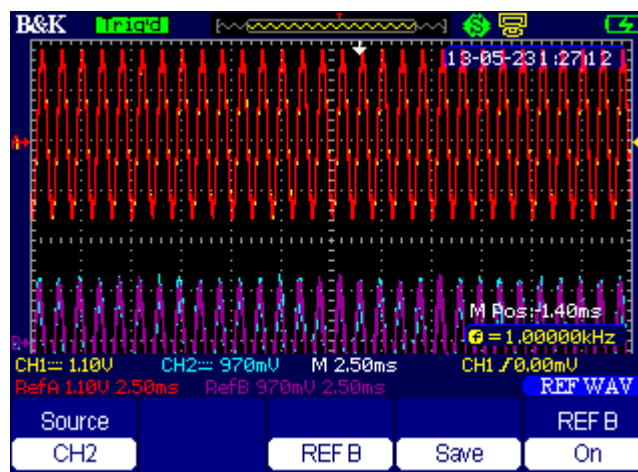 B&K Trig'd
13-05-23 1:27:12
M Pos:-1.40ms
f = 1.00000kHz
CH1 1.10V CH2 970mV M 2.50ms CH1 0.00mV
RefA 1.10V 2.50ms RefB 970mV 2.50ms REF WAV
Source REF B
CH2 REF B Save On